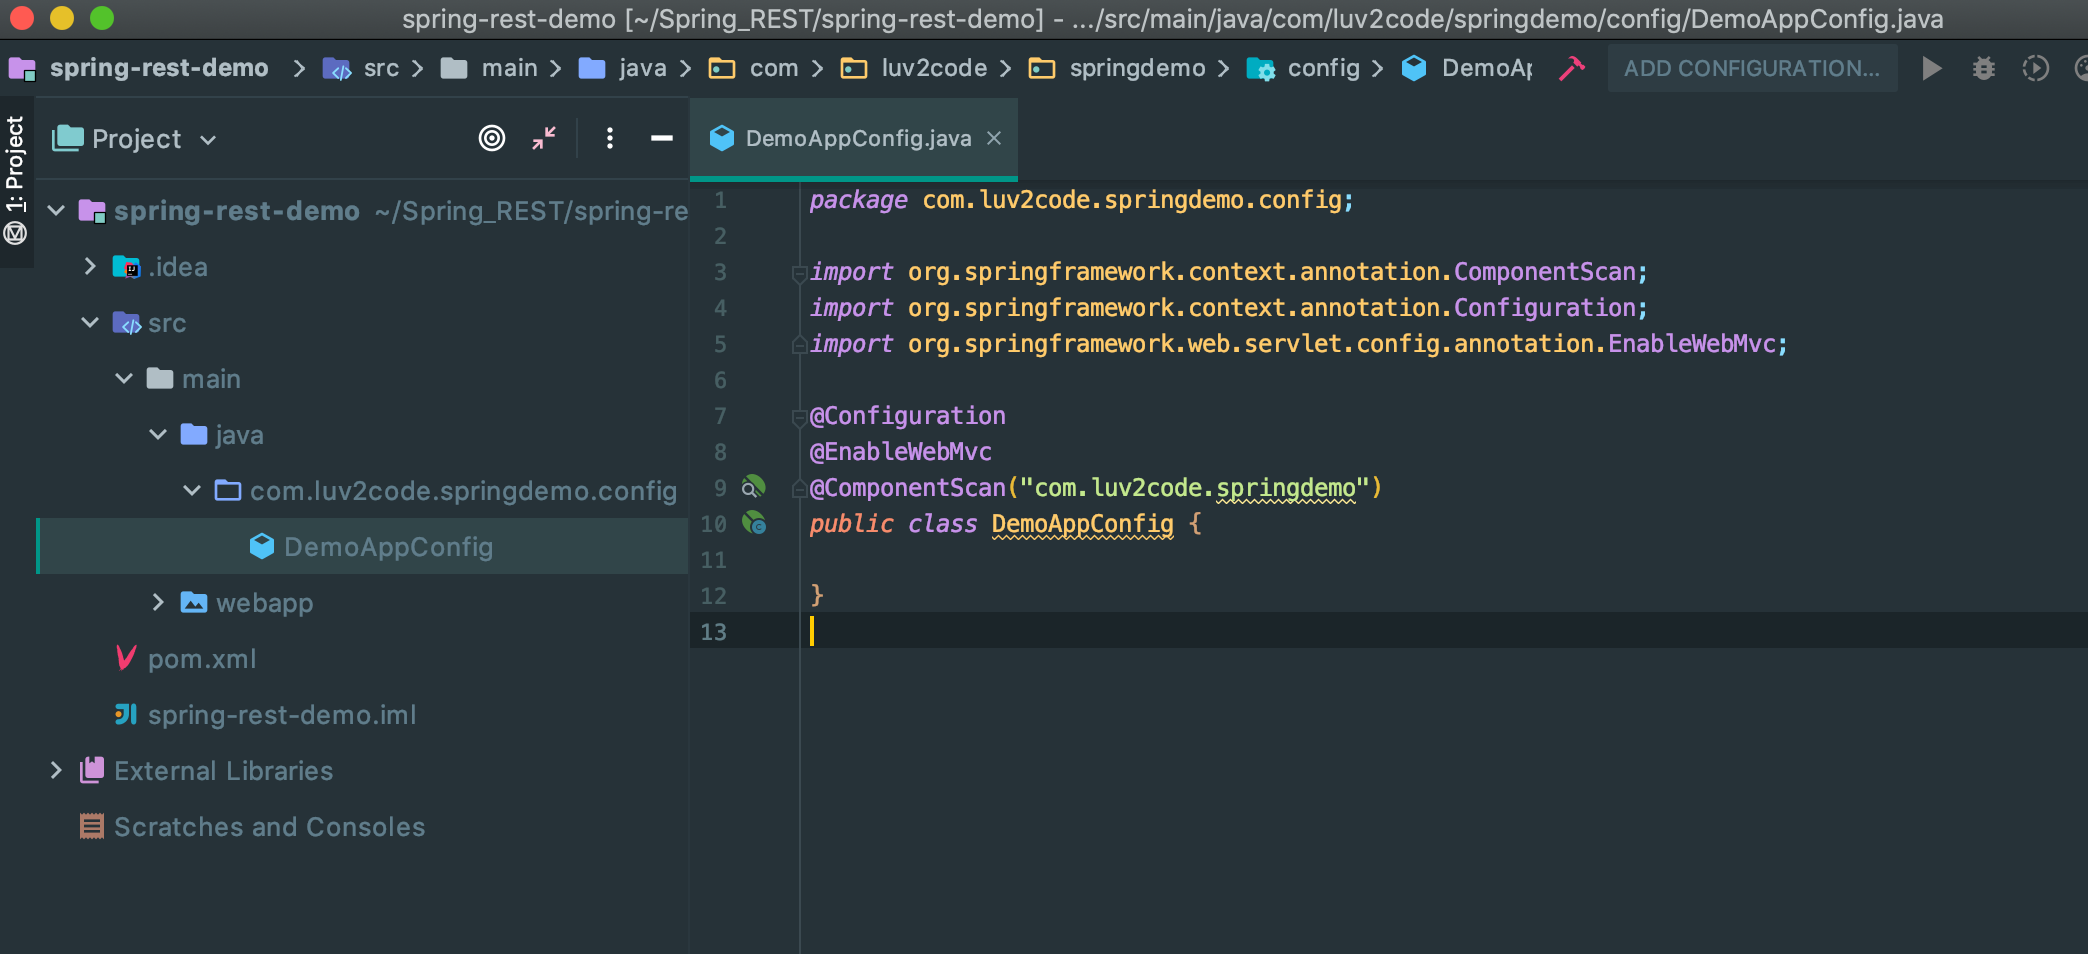 spring-rest-demo [~/Spring_REST/spring-rest-demo] - .../src/main/java/com/luv2code/springdemo/config/DemoAppConfig.java
spring-rest-demo > src > main > java > com > luv2code > springdemo > config > DemoAp
ADD CONFIGURATION...
1: Project
Project
spring-rest-demo ~/Spring_REST/spring-re
.idea
src
main
java
com.luv2code.springdemo.config
DemoAppConfig
webapp
pom.xml
spring-rest-demo.iml
External Libraries
Scratches and Consoles
DemoAppConfig.java
1 package com.luv2code.springdemo.config;
2
3 import org.springframework.context.annotation.ComponentScan;
4 import org.springframework.context.annotation.Configuration;
5 import org.springframework.web.servlet.config.annotation.EnableWebMvc;
6
7 @Configuration
8 @EnableWebMvc
9 @ComponentScan("com.luv2code.springdemo")
10 public class DemoAppConfig {
11
12 }
13